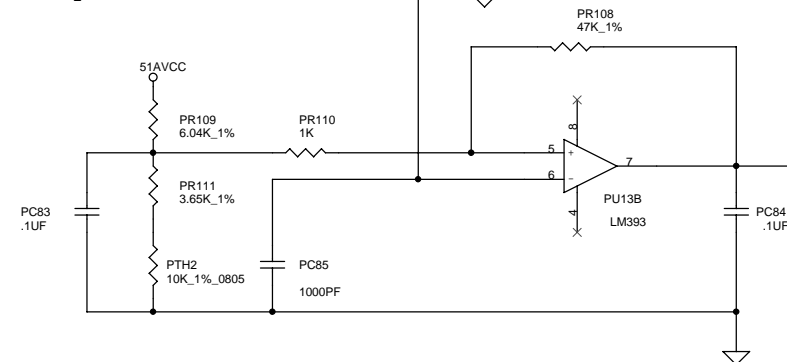 PR108
47K_1%
51AVCC
PR109
6.04K_1%
PR110
1K
8
5
+
7
6
-
PR111
3.65K_1%
PU13B
LM393
4
PC83
.1UF
PC84
.1UF
PTH2
10K_1%_0805
PC85
1000PF